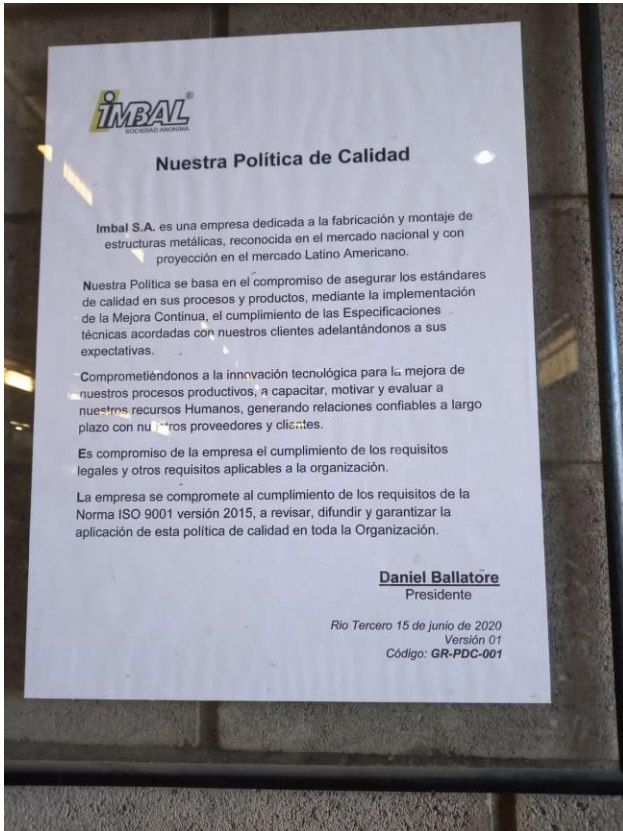 iMBAL®
SOCIEDAD ANÓNIMA
Nuestra Política de Calidad
Imbal S.A. es una empresa dedicada a la fabricación y montaje de
estructuras metálicas, reconocida en el mercado nacional y con
proyección en el mercado Latino Americano.
Nuestra Política se basa en el compromiso de asegurar los estándares
de calidad en sus procesos y productos, mediante la implementación
de la Mejora Continua, el cumplimiento de las Especificaciones
técnicas acordadas con nuestros clientes adelantándonos a sus
expectativas.
Comprometiéndonos a la innovación tecnológica para la mejora de
nuestros procesos productivos, a capacitar, motivar y evaluar a
nuestros recursos Humanos, generando relaciones confiables a largo
plazo con nuestros proveedores y clientes.
Es compromiso de la empresa el cumplimiento de los requisitos
legales y otros requisitos aplicables a la organización.
La empresa se compromete al cumplimiento de los requisitos de la
Norma ISO 9001 versión 2015, a revisar, difundir y garantizar la
aplicación de esta política de calidad en toda la Organización.
Daniel Ballatore
Presidente
Rio Tercero 15 de junio de 2020
Versión 01
Código: GR-PDC-001